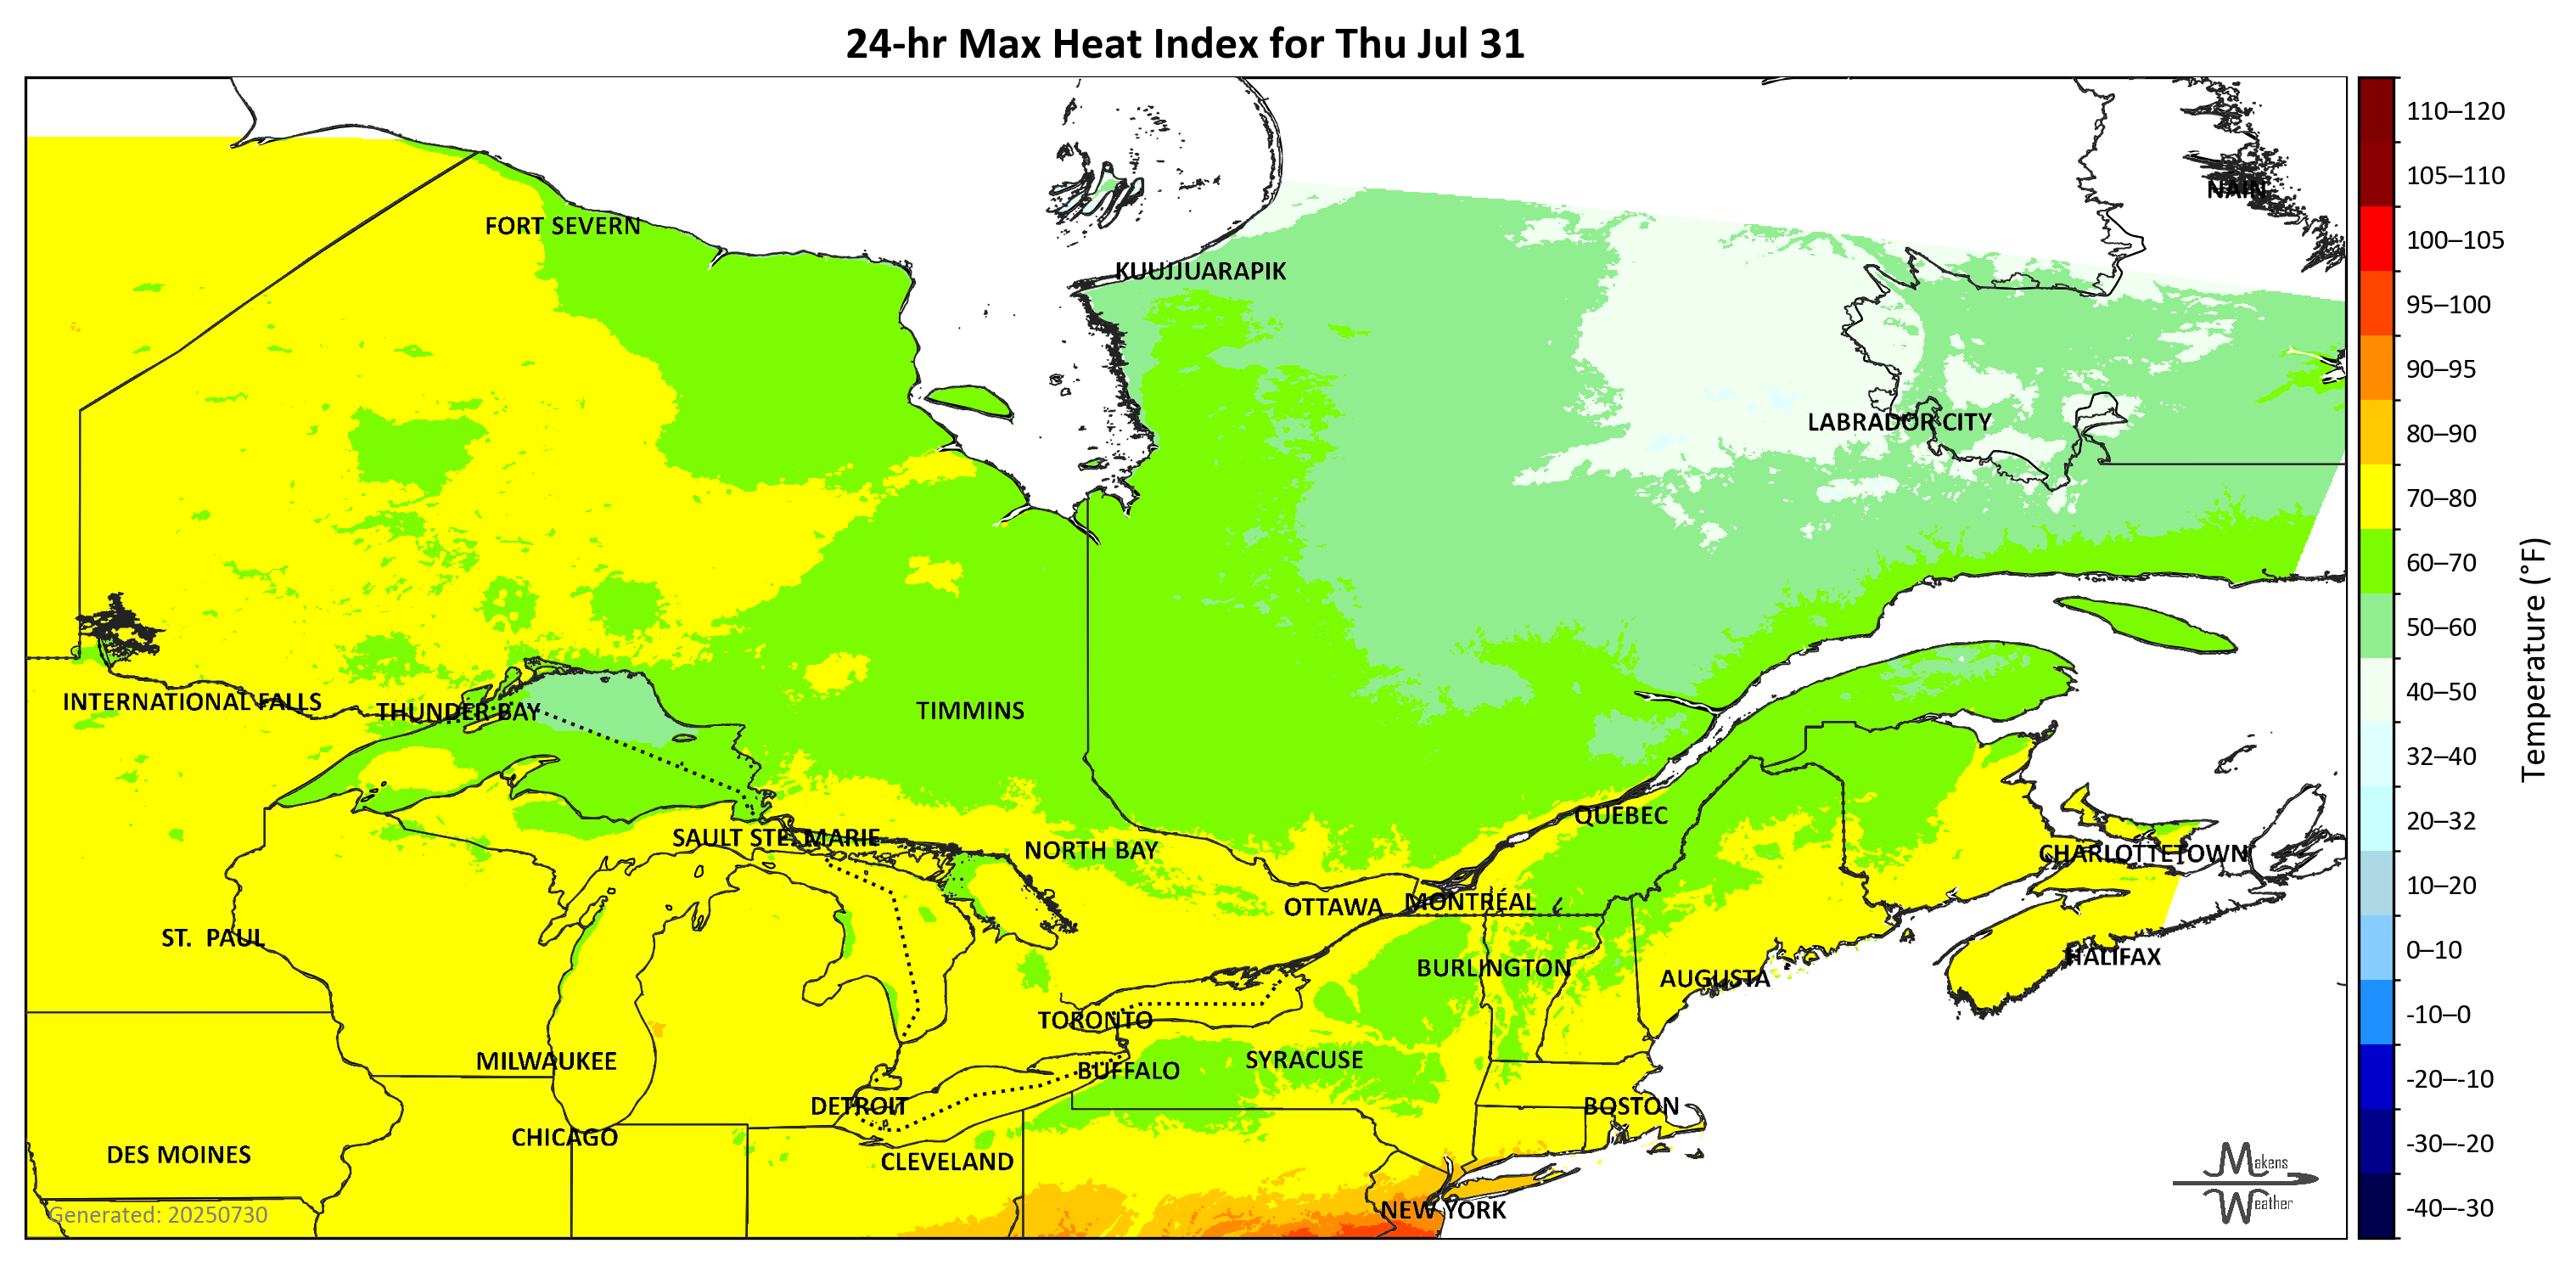 24-hr Max Heat Index for Thu Jul 31
110–120
105–110
NAIN
FORT SEVERN
100–105
KUUJJUARAPIK
95–100
90–95
LABRADOR CITY
80–90
70–80
60–70
50–60
Temperature (°F)
40–50
INTERNATIONAL FALLS
THUNDER BAY
TIMMINS
32–40
QUEBEC
20–32
SAULT STE. MARIE
NORTH BAY
CHARLOTTETOWN
10–20
OTTAWA
MONTRÉAL
ST. PAUL
0–10
HALIFAX
BURLINGTON
AUGUSTA
-10–0
TORONTO
MILWAUKEE
SYRACUSE
BUFFALO
-20–-10
DETROIT
BOSTON
CHICAGO
-30–-20
DES MOINES
CLEVELAND
Makens
Weather
NEW YORK
-40–-30
Generated: 20250730